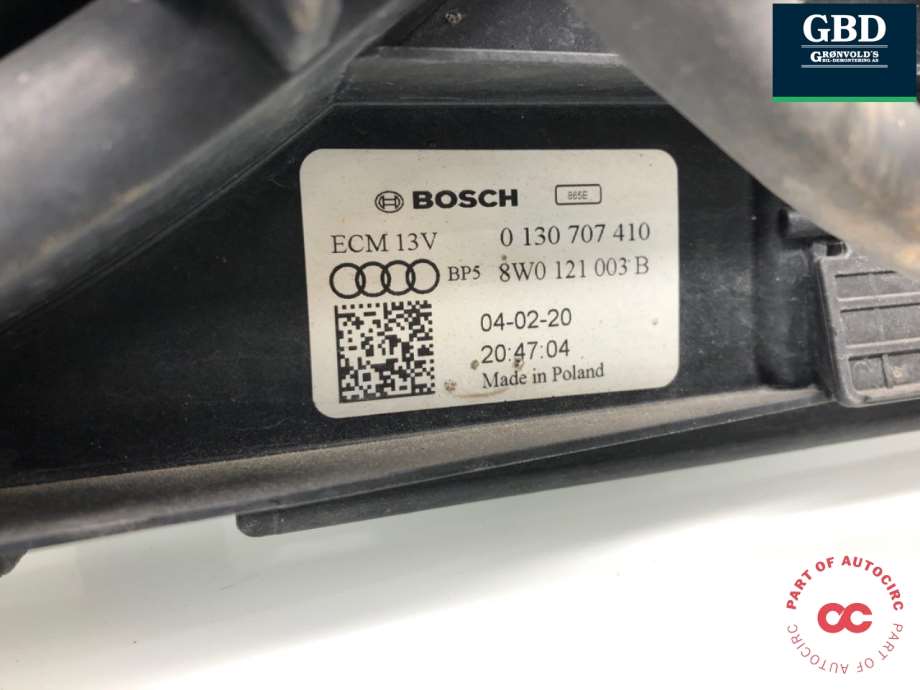 GBD
GRØNVOLD'S
BIL-DEMONTERING AS
BOSCH 865E
ECM 13V 0 130 707 410
BP5 8W0 121 003 B
04-02-20
20:47:04
Made in Poland
PART OF AUTOCIRC
PART OF AUTOCIRC